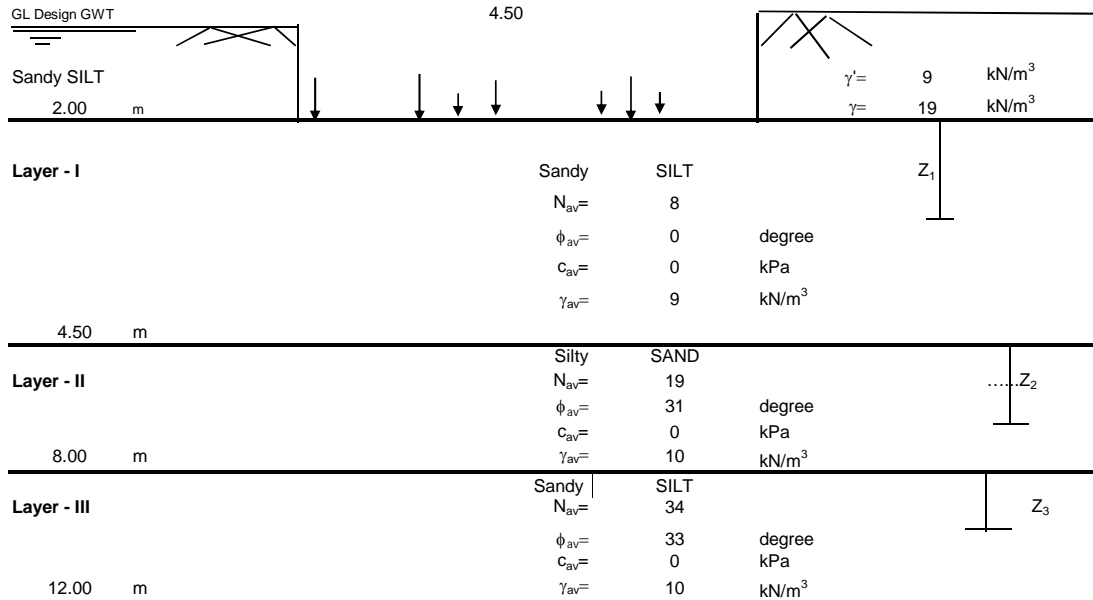 GL Design GWT 4.50
Sandy SILT γ'= 9 kN/m³
2.00 m γ= 19 kN/m³
Layer - I Sandy SILT Z₁
Nav= 8
ϕav= 0 degree
cav= 0 kPa
γav= 9 kN/m³
4.50 m
Silty SAND
Layer - II Nav= 19 ......Z₂
ϕav= 31 degree
cav= 0 kPa
8.00 m γav= 10 kN/m³
Sandy SILT
Layer - III Nav= 34 Z₃
ϕav= 33 degree
cav= 0 kPa
12.00 m γav= 10 kN/m³